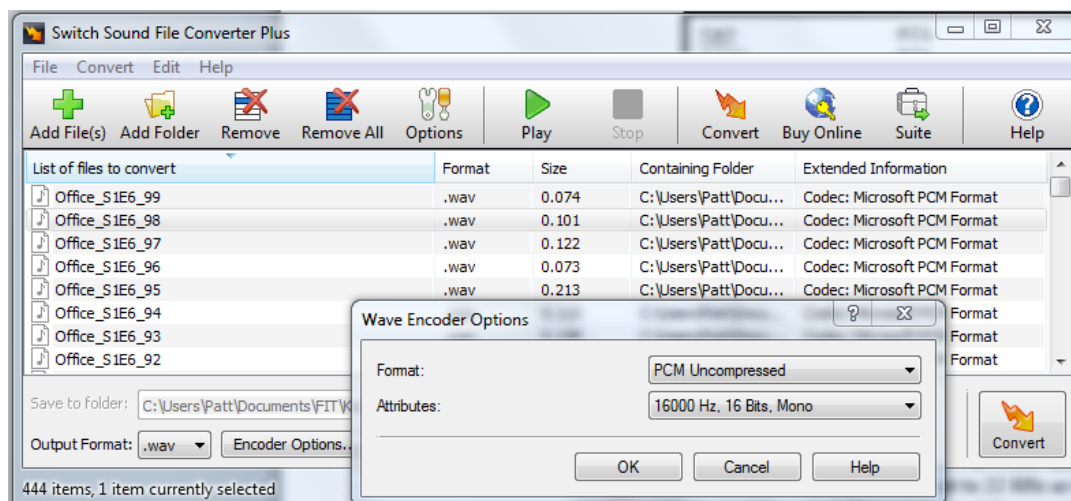 Switch Sound File Converter Plus
File Convert Edit Help
Add File(s) Add Folder Remove Remove All Options Play Stop Convert Buy Online Suite Help
List of files to convert Format Size Containing Folder Extended Information
Office_S1E6_99 .wav 0.074 C:\Users\Patt\Docu... Codec: Microsoft PCM Format
Office_S1E6_98 .wav 0.101 C:\Users\Patt\Docu... Codec: Microsoft PCM Format
Office_S1E6_97 .wav 0.122 C:\Users\Patt\Docu... Codec: Microsoft PCM Format
Office_S1E6_96 .wav 0.073 C:\Users\Patt\Docu... Codec: Microsoft PCM Format
Office_S1E6_95 .wav 0.213 C:\Users\Patt\Docu... Codec: Microsoft PCM Format
Office_S1E6_94 Format
Office_S1E6_93 Format
Office_S1E6_92 Format
Wave Encoder Options
Format: PCM Uncompressed
Attributes: 16000 Hz, 16 Bits, Mono
OK Cancel Help
Save to folder: C:\Users\Patt\Documents\FIT\K
Output Format: .wav Encoder Options.. Convert
444 items, 1 item currently selected